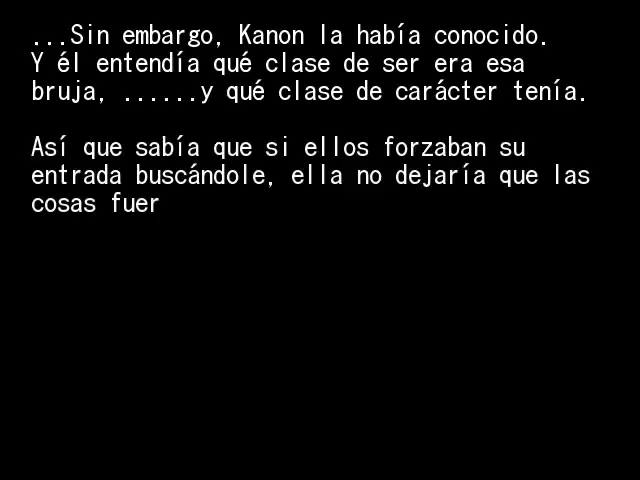 ...Sin embargo, Kanon la había conocido.
Y él entendía qué clase de ser era esa
bruja, ......y qué clase de carácter tenía.
Así que sabía que si ellos forzaban su
entrada buscándole, ella no dejaría que las
cosas fuer